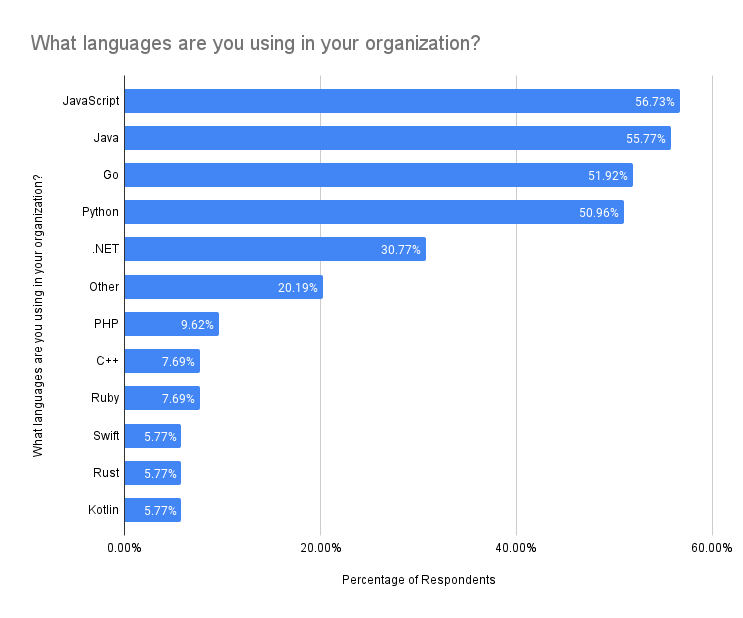 What languages are you using in your organization?
What languages are you using in your organization?
JavaScript 56.73%
Java 55.77%
Go 51.92%
Python 50.96%
.NET 30.77%
Other 20.19%
PHP 9.62%
C++ 7.69%
Ruby 7.69%
Swift 5.77%
Rust 5.77%
Kotlin 5.77%
0.00% 20.00% 40.00% 60.00%
Percentage of Respondents